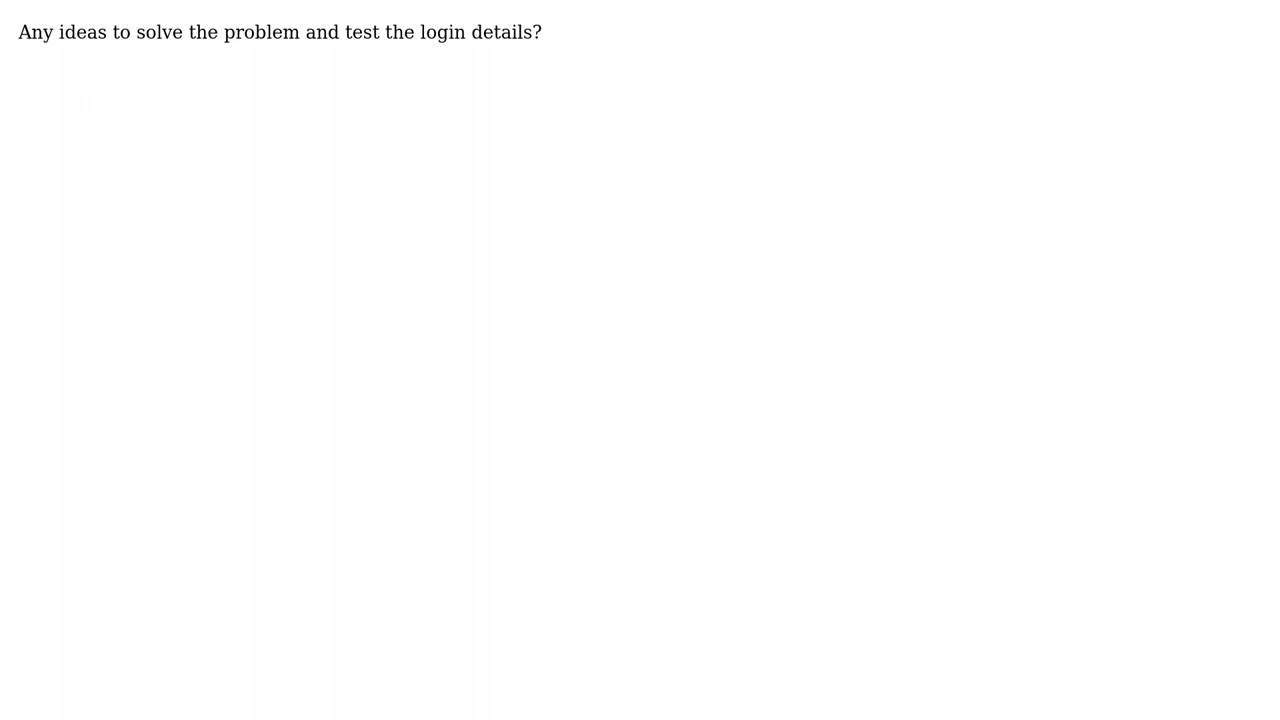 Any ideas to solve the problem and test the login details?